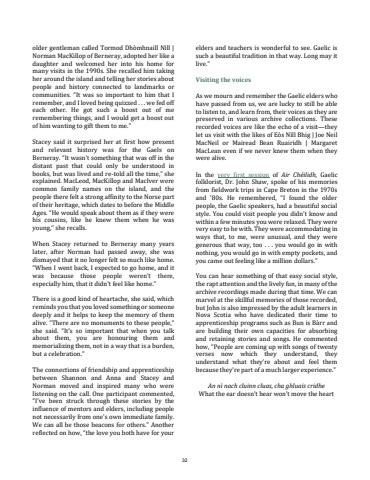 older gentleman called Tormod Dhòmhnaill Nill |
Norman MacKillop of Berneray, adopted her like a
daughter and welcomed her into his home for
many visits in the 1990s. She recalled him taking
her around the island and telling her stories about
people and history connected to landmarks or
communities. "It was so important to him that I
remember, and I loved being quizzed . . . we fed off
each other. He got such a boost out of me
remembering things, and I would get a boost out
of him wanting to gift them to me."
Stacey said it surprised her at first how present
and relevant history was for the Gaels on
Berneray. "It wasn't something that was off in the
distant past that could only be understood in
books, but was lived and re-told all the time," she
explained. MacLeod, MacKillop and MacIver were
common family names on the island, and the
people there felt a strong affinity to the Norse part
of their heritage, which dates to before the Middle
Ages. "He would speak about them as if they were
his cousins, like he knew them when he was
young," she recalls.
When Stacey returned to Berneray many years
later, after Norman had passed away, she was
dismayed that it no longer felt so much like home.
"When I went back, I expected to go home, and it
was because those people weren't there,
especially him, that it didn't feel like home."
There is a good kind of heartache, she said, which
reminds you that you loved something or someone
deeply and it helps to keep the memory of them
alive. "There are no monuments to these people,"
she said. "It's so important that when you talk
about them, you are honouring them and
memorializing them, not in a way that is a burden,
but a celebration."
The connections of friendship and apprenticeship
between Shannon and Anna and Stacey and
Norman moved and inspired many who were
listening on the call. One participant commented,
"I've been struck through these stories by the
influence of mentors and elders, including people
not necessarily from one's own immediate family.
We can all be those beacons for others." Another
reflected on how, "the love you both have for your
elders and teachers is wonderful to see. Gaelic is
such a beautiful tradition in that way. Long may it
live."
Visiting the voices
As we mourn and remember the Gaelic elders who
have passed from us, we are lucky to still be able
to listen to, and learn from, their voices as they are
preserved in various archive collections. These
recorded voices are like the echo of a visit—they
let us visit with the likes of Eòs Nill Bhig | Joe Neil
MacNeil or Mairead Bean Ruairidh | Margaret
MacLean even if we never knew them when they
were alive.
In the very first session of Air Chéilidh, Gaelic
folklorist, Dr. John Shaw, spoke of his memories
from fieldwork trips in Cape Breton in the 1970s
and '80s. He remembered, "I found the older
people, the Gaelic speakers, had a beautiful social
style. You could visit people you didn't know and
within a few minutes you were relaxed. They were
very easy to be with. They were accommodating in
ways that, to me, were unusual, and they were
generous that way, too . . . you would go in with
nothing, you would go in with empty pockets, and
you came out feeling like a million dollars."
You can hear something of that easy social style,
the rapt attention and the lively fun, in many of the
archive recordings made during that time. We can
marvel at the skillful memories of those recorded,
but John is also impressed by the adult learners in
Nova Scotia who have dedicated their time to
apprenticeship programs such as Bun is Bàrr and
are building their own capacities for absorbing
and retaining stories and songs. He commented
how, "People are coming up with songs of twenty
verses now which they understand, they
understand what they're about and feel them
because they're part of a much larger experience."
An nì nach cluinn cluas, cha ghluais cridhe
What the ear doesn't hear won't move the heart
32